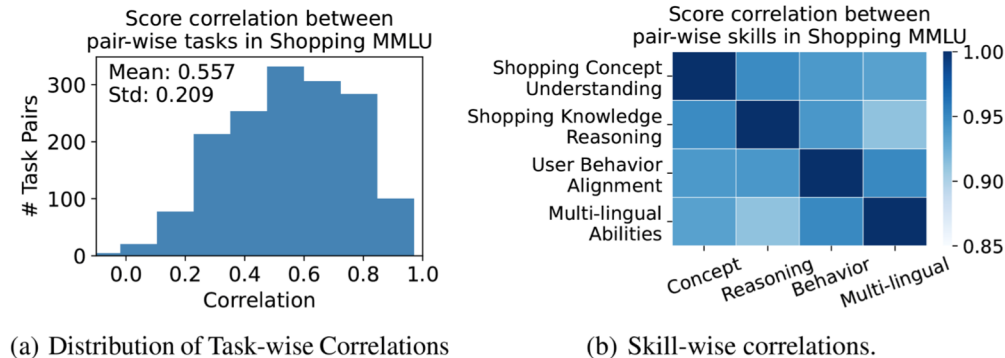 Score correlation between
pair-wise tasks in Shopping MMLU
Mean: 0.557
Std: 0.209
300
200
100
0
# Task Pairs
0.0 0.2 0.4 0.6 0.8 1.0
Correlation
(a) Distribution of Task-wise Correlations
Score correlation between
pair-wise skills in Shopping MMLU
Shopping Concept
Understanding
Shopping Knowledge
Reasoning
User Behavior
Alignment
Multi-lingual
Abilities
Concept Reasoning Behavior Multi-lingual
1.00
0.95
0.90
0.85
(b) Skill-wise correlations.